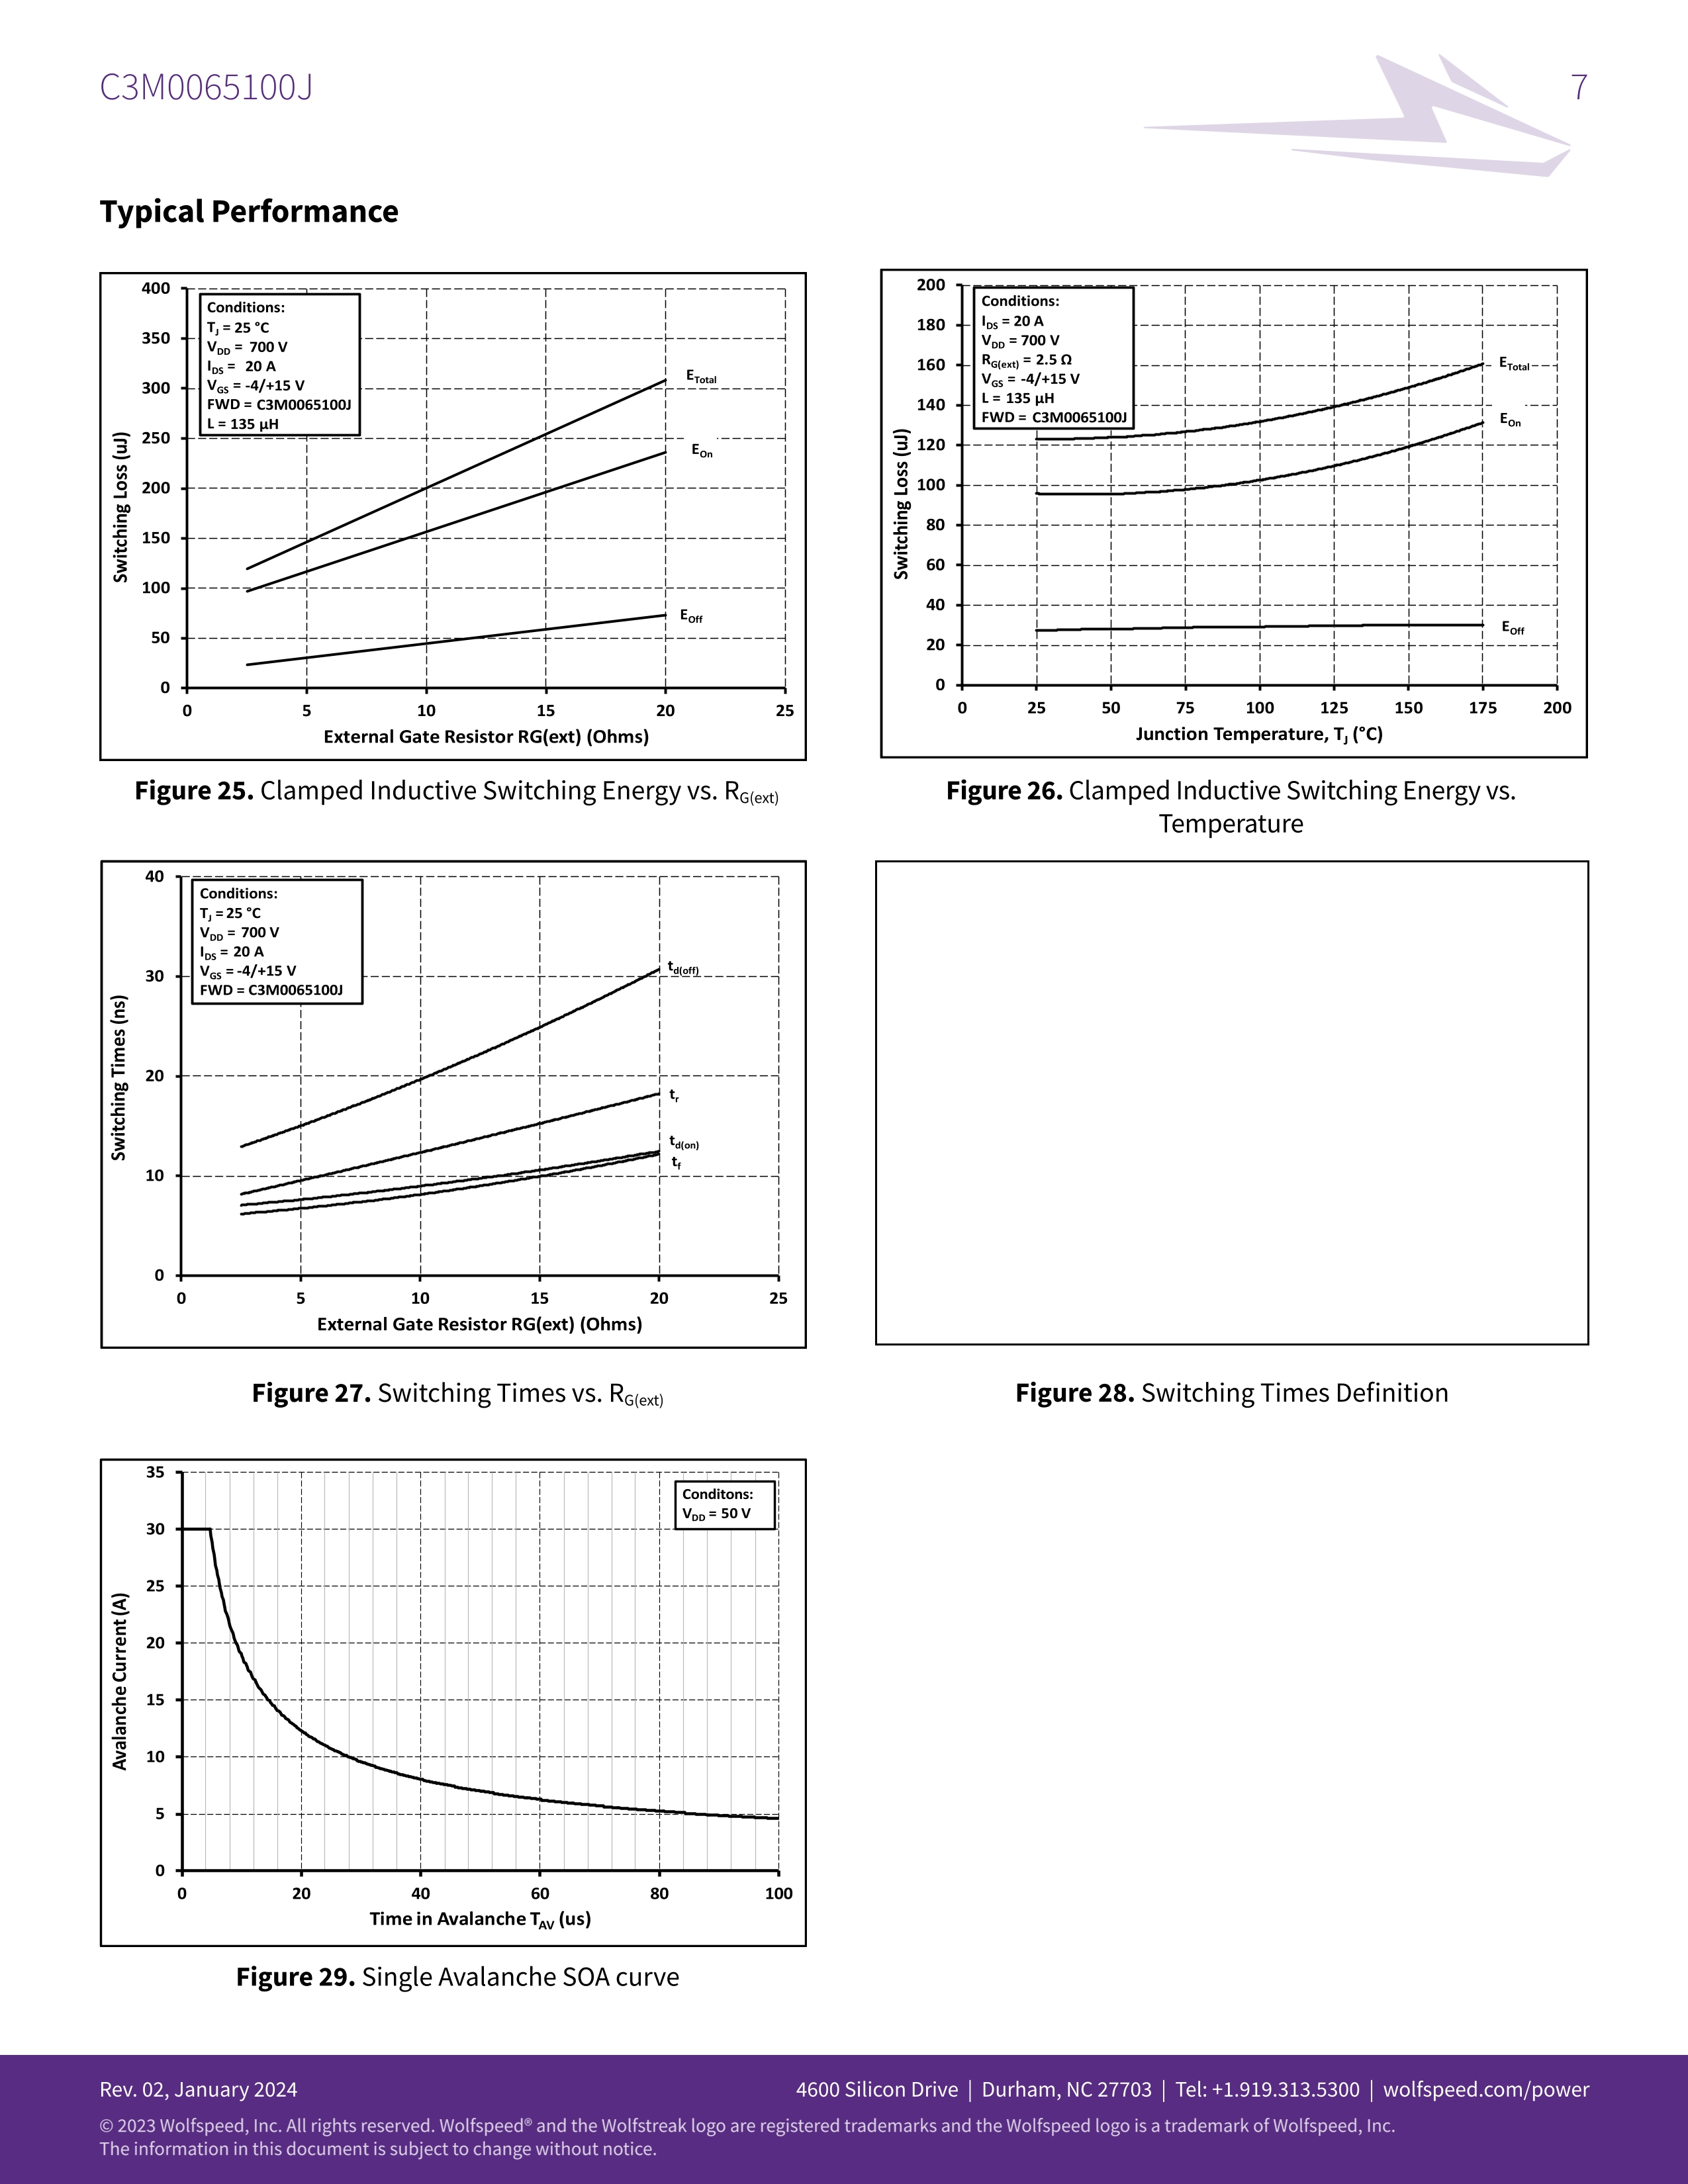 C3M0065100J
7
Typical Performance
400
350
300
250
200
150
100
50
0
0 5 10 15 20 25
Switching Loss (uJ)
External Gate Resistor RG(ext) (Ohms)
Conditions:
TJ = 25 °C
VDD = 700 V
IDS = 20 A
VGS = -4/+15 V
FWD = C3M0065100J
L = 135 μH
ETotal
EOn
EOff
Figure 25. Clamped Inductive Switching Energy vs. RG(ext)
200
180
160
140
120
100
80
60
40
20
0
0 25 50 75 100 125 150 175 200
Switching Loss (uJ)
Junction Temperature, TJ (°C)
Conditions:
IDS = 20 A
VDD = 700 V
RG(ext) = 2.5 Ω
VGS = -4/+15 V
L = 135 μH
FWD = C3M0065100J
ETotal
EOn
EOff
Figure 26. Clamped Inductive Switching Energy vs.
Temperature
40
30
20
10
0
0 5 10 15 20 25
Switching Times (ns)
External Gate Resistor RG(ext) (Ohms)
Conditions:
TJ = 25 °C
VDD = 700 V
IDS = 20 A
VGS = -4/+15 V
FWD = C3M0065100J
td(off)
tr
td(on)
tf
Figure 27. Switching Times vs. RG(ext)
Figure 28. Switching Times Definition
35
30
25
20
15
10
5
0
0 20 40 60 80 100
Avalanche Current (A)
Time in Avalanche TAV (us)
Conditons:
VDD = 50 V
Figure 29. Single Avalanche SOA curve
Rev. 02, January 2024
4600 Silicon Drive | Durham, NC 27703 | Tel: +1.919.313.5300 | wolfspeed.com/power
© 2023 Wolfspeed, Inc. All rights reserved. Wolfspeed® and the Wolfstreak logo are registered trademarks and the Wolfspeed logo is a trademark of Wolfspeed, Inc.
The information in this document is subject to change without notice.